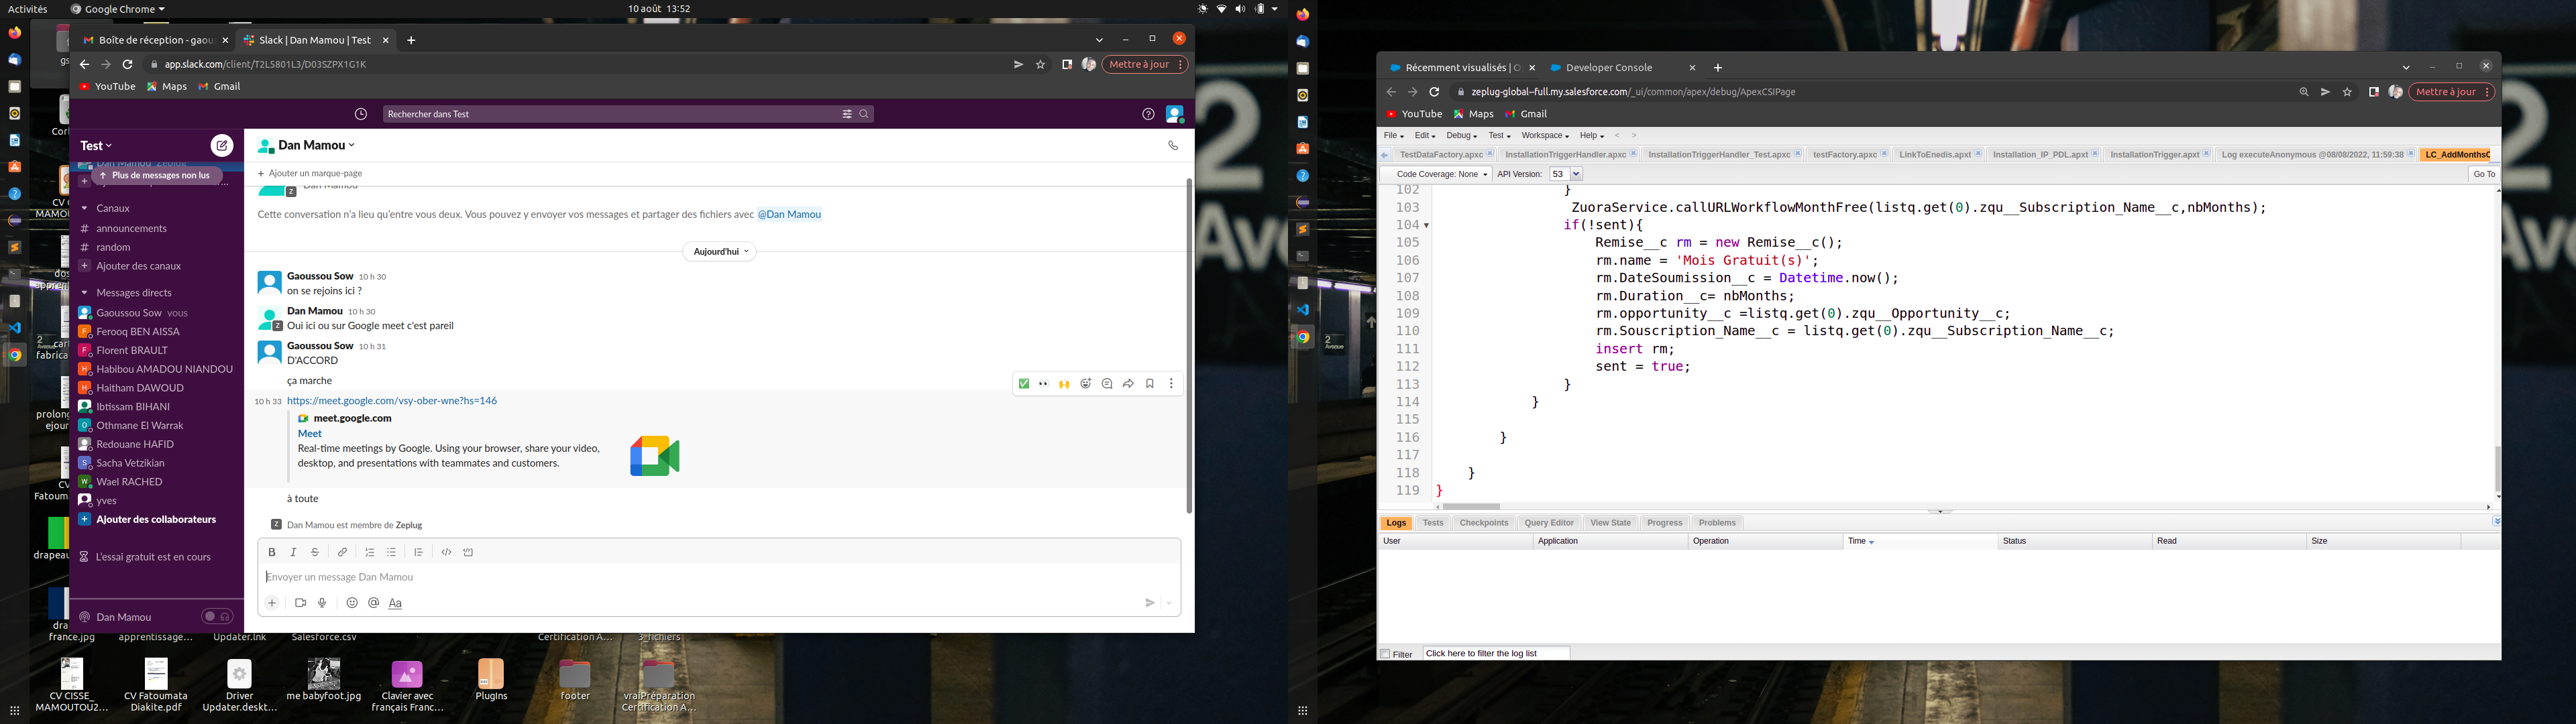 Activités
Google Chrome
10 août 13:52
Boîte de réception - gaou
Slack | Dan Mamou | Test
app.slack.com/client/T2L5801L3/D03SZPX1G1K
Mettre à jour
YouTube
Maps
Gmail
Rechercher dans Test
Test
Dan Mamou Zeplug
Plus de messages non lus
Canaux
# announcements
# random
+ Ajouter des canaux
Messages directs
Gaoussou Sow vous
Ferooq BEN AISSA
Florent BRAULT
Habibou AMADOU NIANDOU
Haitham DAWOUD
Ibtissam BIHANI
Othmane El Warrak
Redouane HAFID
Sacha Vetzikian
Wael RACHED
yves
+ Ajouter des collaborateurs
L'essai gratuit est en cours
Dan Mamou
Dan Mamou
+ Ajouter un marque-page
Dan Mamou
Cette conversation n'a lieu qu'entre vous deux. Vous pouvez y envoyer vos messages et partager des fichiers avec @Dan Mamou
Aujourd'hui
Gaoussou Sow 10 h 30
on se rejoins ici ?
Dan Mamou 10 h 30
Oui ici ou sur Google meet c'est pareil
Gaoussou Sow 10 h 31
D'ACCORD
ça marche
10 h 33 https://meet.google.com/vsy-ober-wne?hs=146
meet.google.com
Meet
Real-time meetings by Google. Using your browser, share your video,
desktop, and presentations with teammates and customers.
à toute
Z Dan Mamou est membre de Zeplug
Envoyer un message Dan Mamou
Aa
france.jpg
apprentissage...
Updater.lnk
Salesforce.csv
Certification A...
3_fichiers
CV CISSE_
MAMOUTOU2...
CV Fatoumata
Diakite.pdf
Driver
Updater.deskt...
me babyfoot.jpg
Clavier avec
français Franc...
PlugIns
footer
vraiPréparation
Certification A...
2
Av
Récemment visualisés | O
Developer Console
zeplug-global--full.my.salesforce.com/_ui/common/apex/debug/ApexCSIPage
Mettre à jour
YouTube
Maps
Gmail
File
Edit
Debug
Test
Workspace
Help
<
>
TestDataFactory.apxc
InstallationTriggerHandler.apxc
InstallationTriggerHandler_Test.apxc
testFactory.apxc
LinkToEnedis.apxt
Installation_IP_PDL.apxt
InstallationTrigger.apxt
Log executeAnonymous @08/08/2022, 11:59:38
LC_AddMonthsC
Code Coverage: None
API Version:
53
Go To
102 }
103 ZuoraService.callURLWorkflowMonthFree(listq.get(0).zqu__Subscription_Name__c,nbMonths);
104 if(!sent){
105 Remise__c rm = new Remise__c();
106 rm.name = 'Mois Gratuit(s)';
107 rm.DateSoumission__c = Datetime.now();
108 rm.Duration__c= nbMonths;
109 rm.opportunity__c =listq.get(0).zqu__Opportunity__c;
110 rm.Souscription_Name__c = listq.get(0).zqu__Subscription_Name__c;
111 insert rm;
112 sent = true;
113 }
114 }
115
116 }
117
118 }
119 }
Logs
Tests
Checkpoints
Query Editor
View State
Progress
Problems
User
Application
Operation
Time
Status
Read
Size
Filter
Click here to filter the log list
2
Avenue